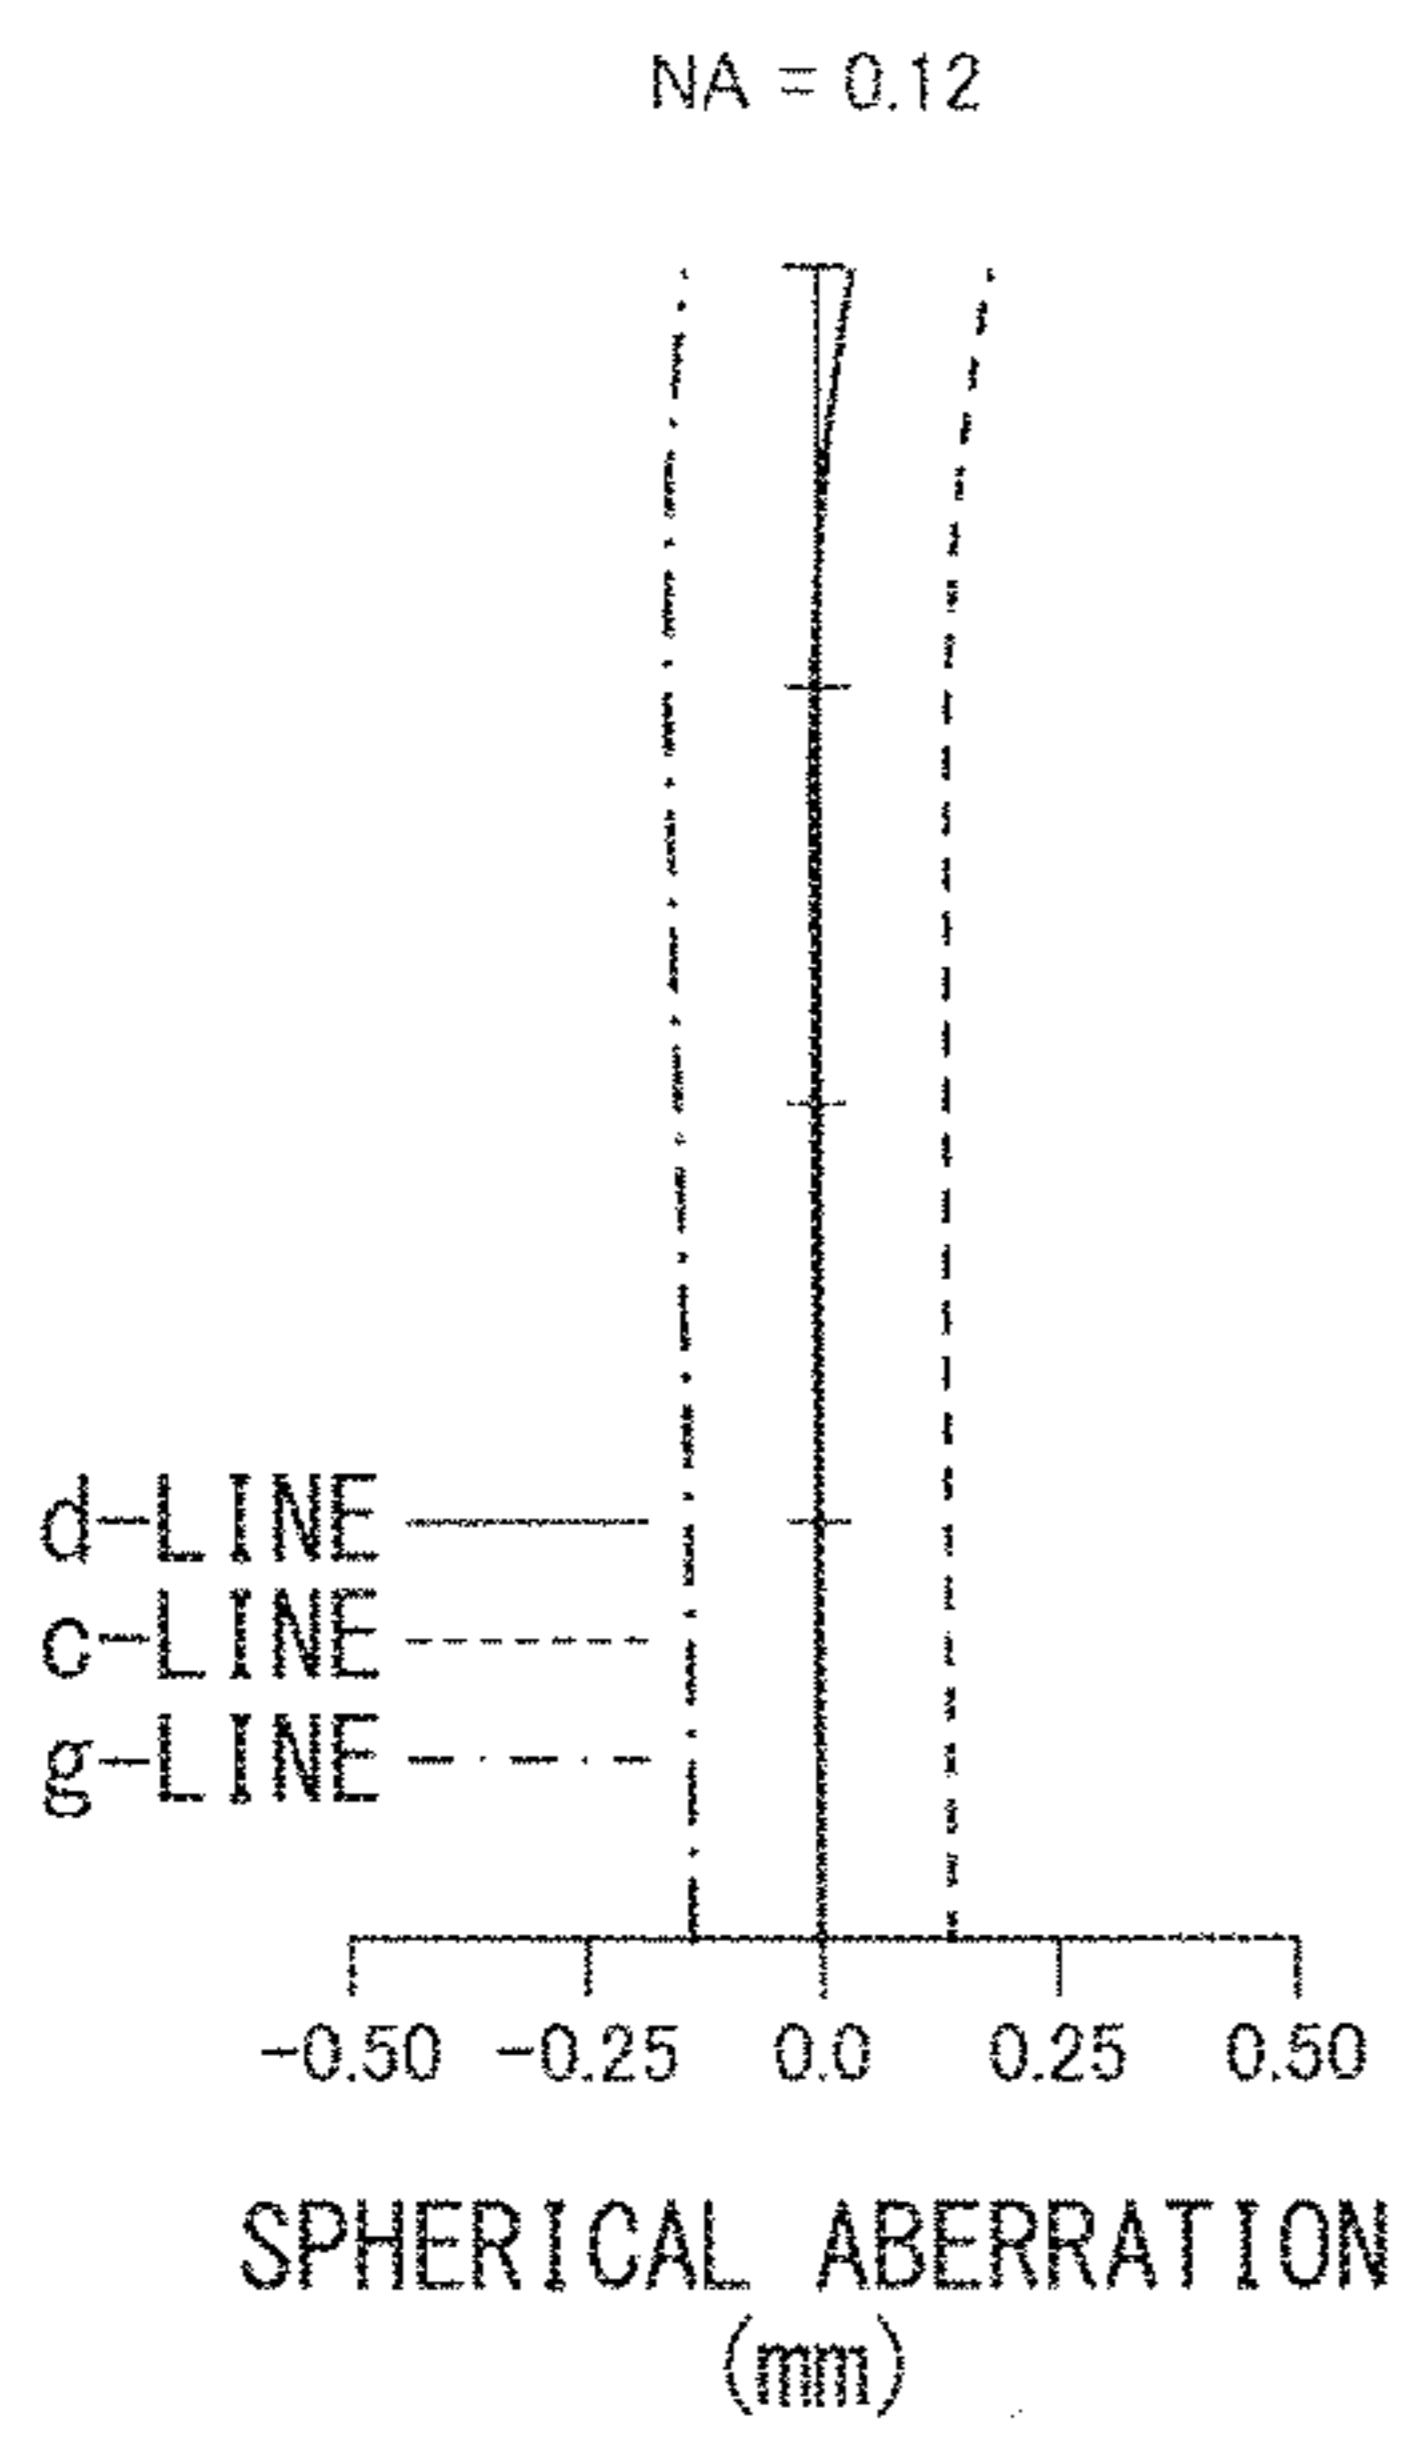 NA = 0.12
d-LINE
c-LINE
g-LINE
-0.50 -0.25 0.0 0.25 0.50
SPHERICAL ABERRATION
(mm)